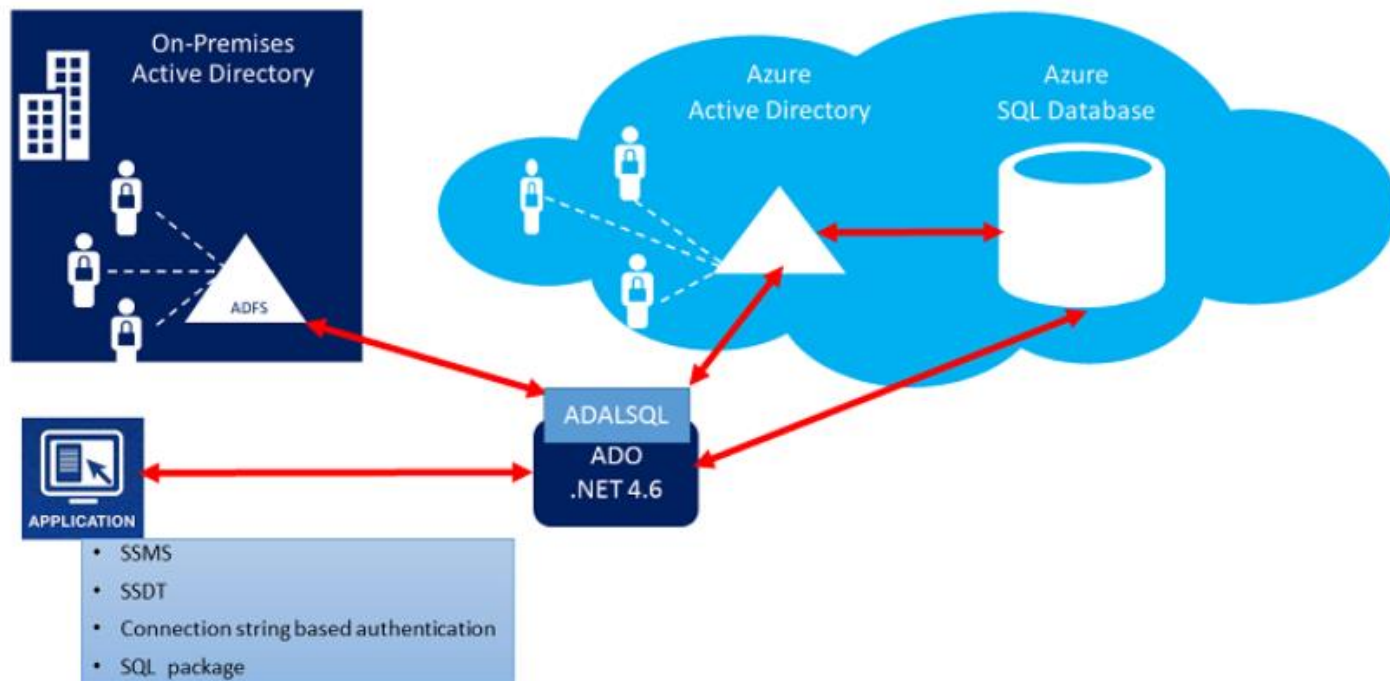 On-Premises
Active Directory
ADFS
Azure
Active Directory
Azure
SQL Database
ADALSQL
ADO
.NET 4.6
APPLICATION
• SSMS
• SSDT
• Connection string based authentication
• SQL package